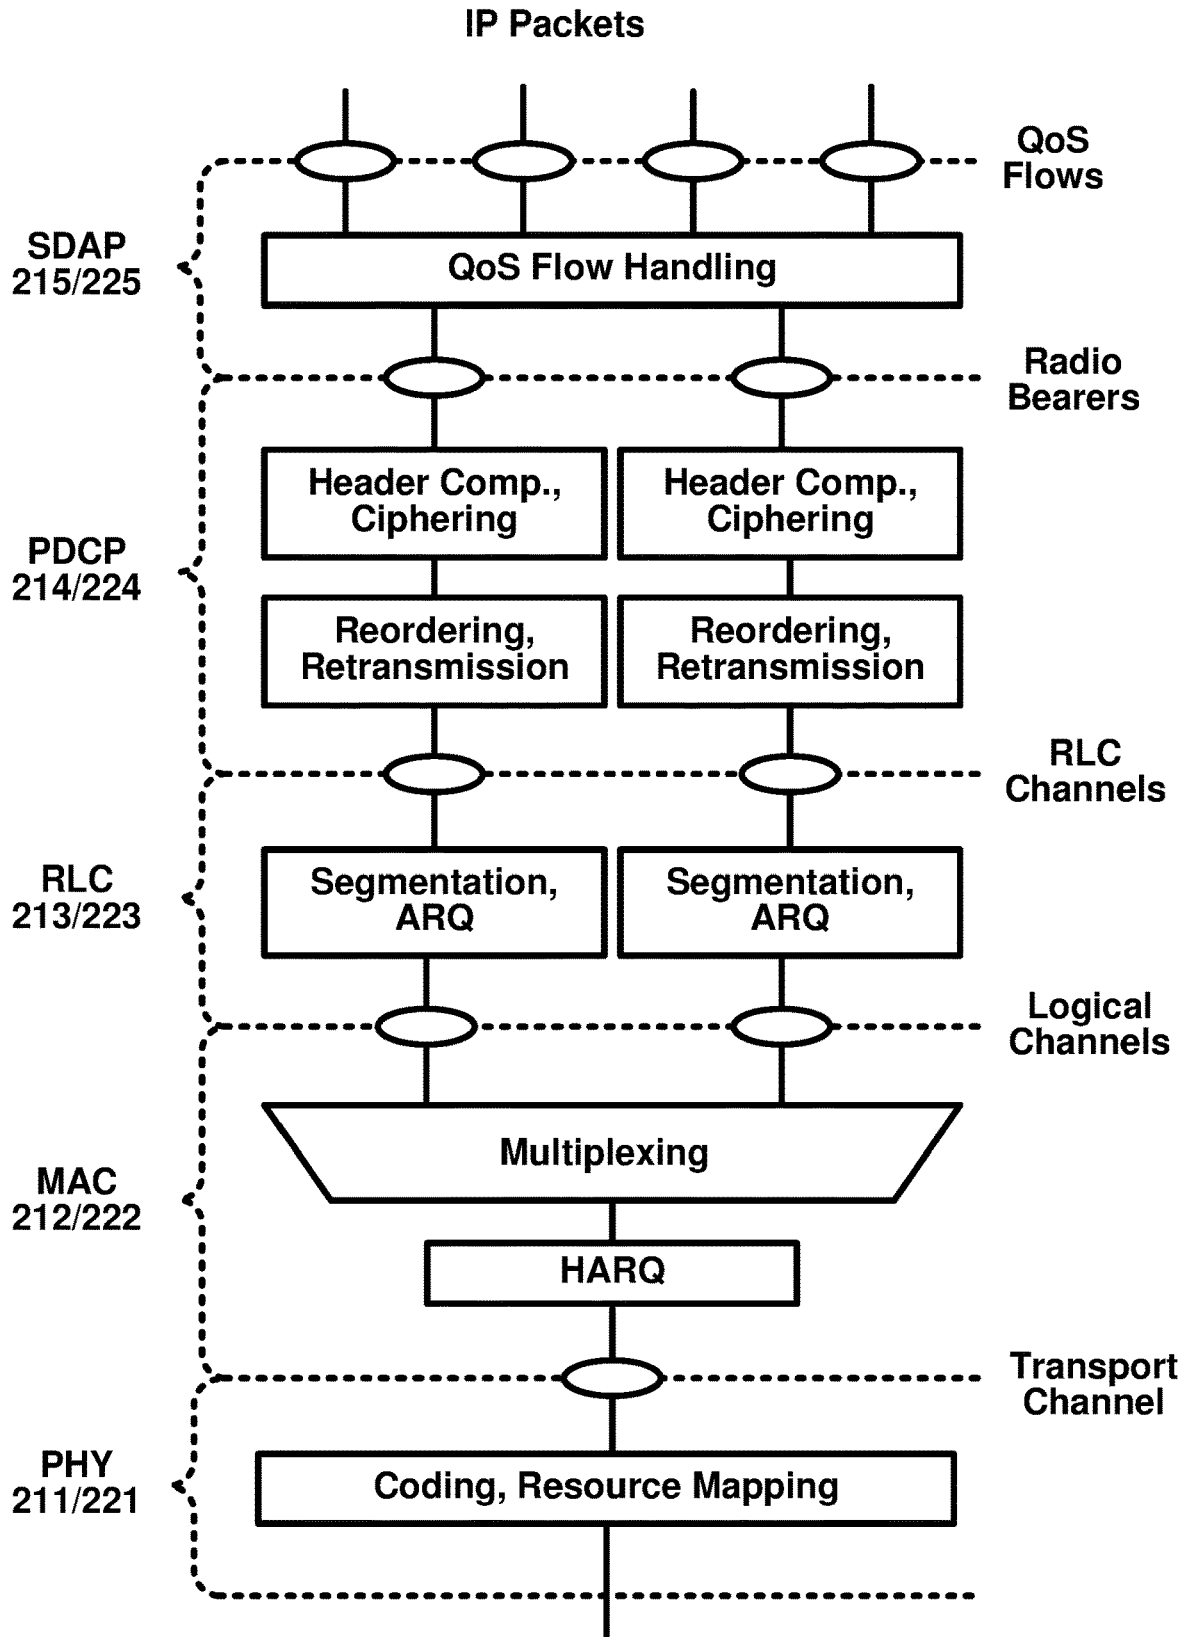 IP Packets
QoS
Flows
SDAP
215/225
QoS Flow Handling
Radio
Bearers
Header Comp.,
Ciphering
Header Comp.,
Ciphering
PDCP
214/224
Reordering,
Retransmission
Reordering,
Retransmission
RLC
Channels
RLC
213/223
Segmentation,
ARQ
Segmentation,
ARQ
Logical
Channels
Multiplexing
MAC
212/222
HARQ
Transport
Channel
PHY
211/221
Coding, Resource Mapping